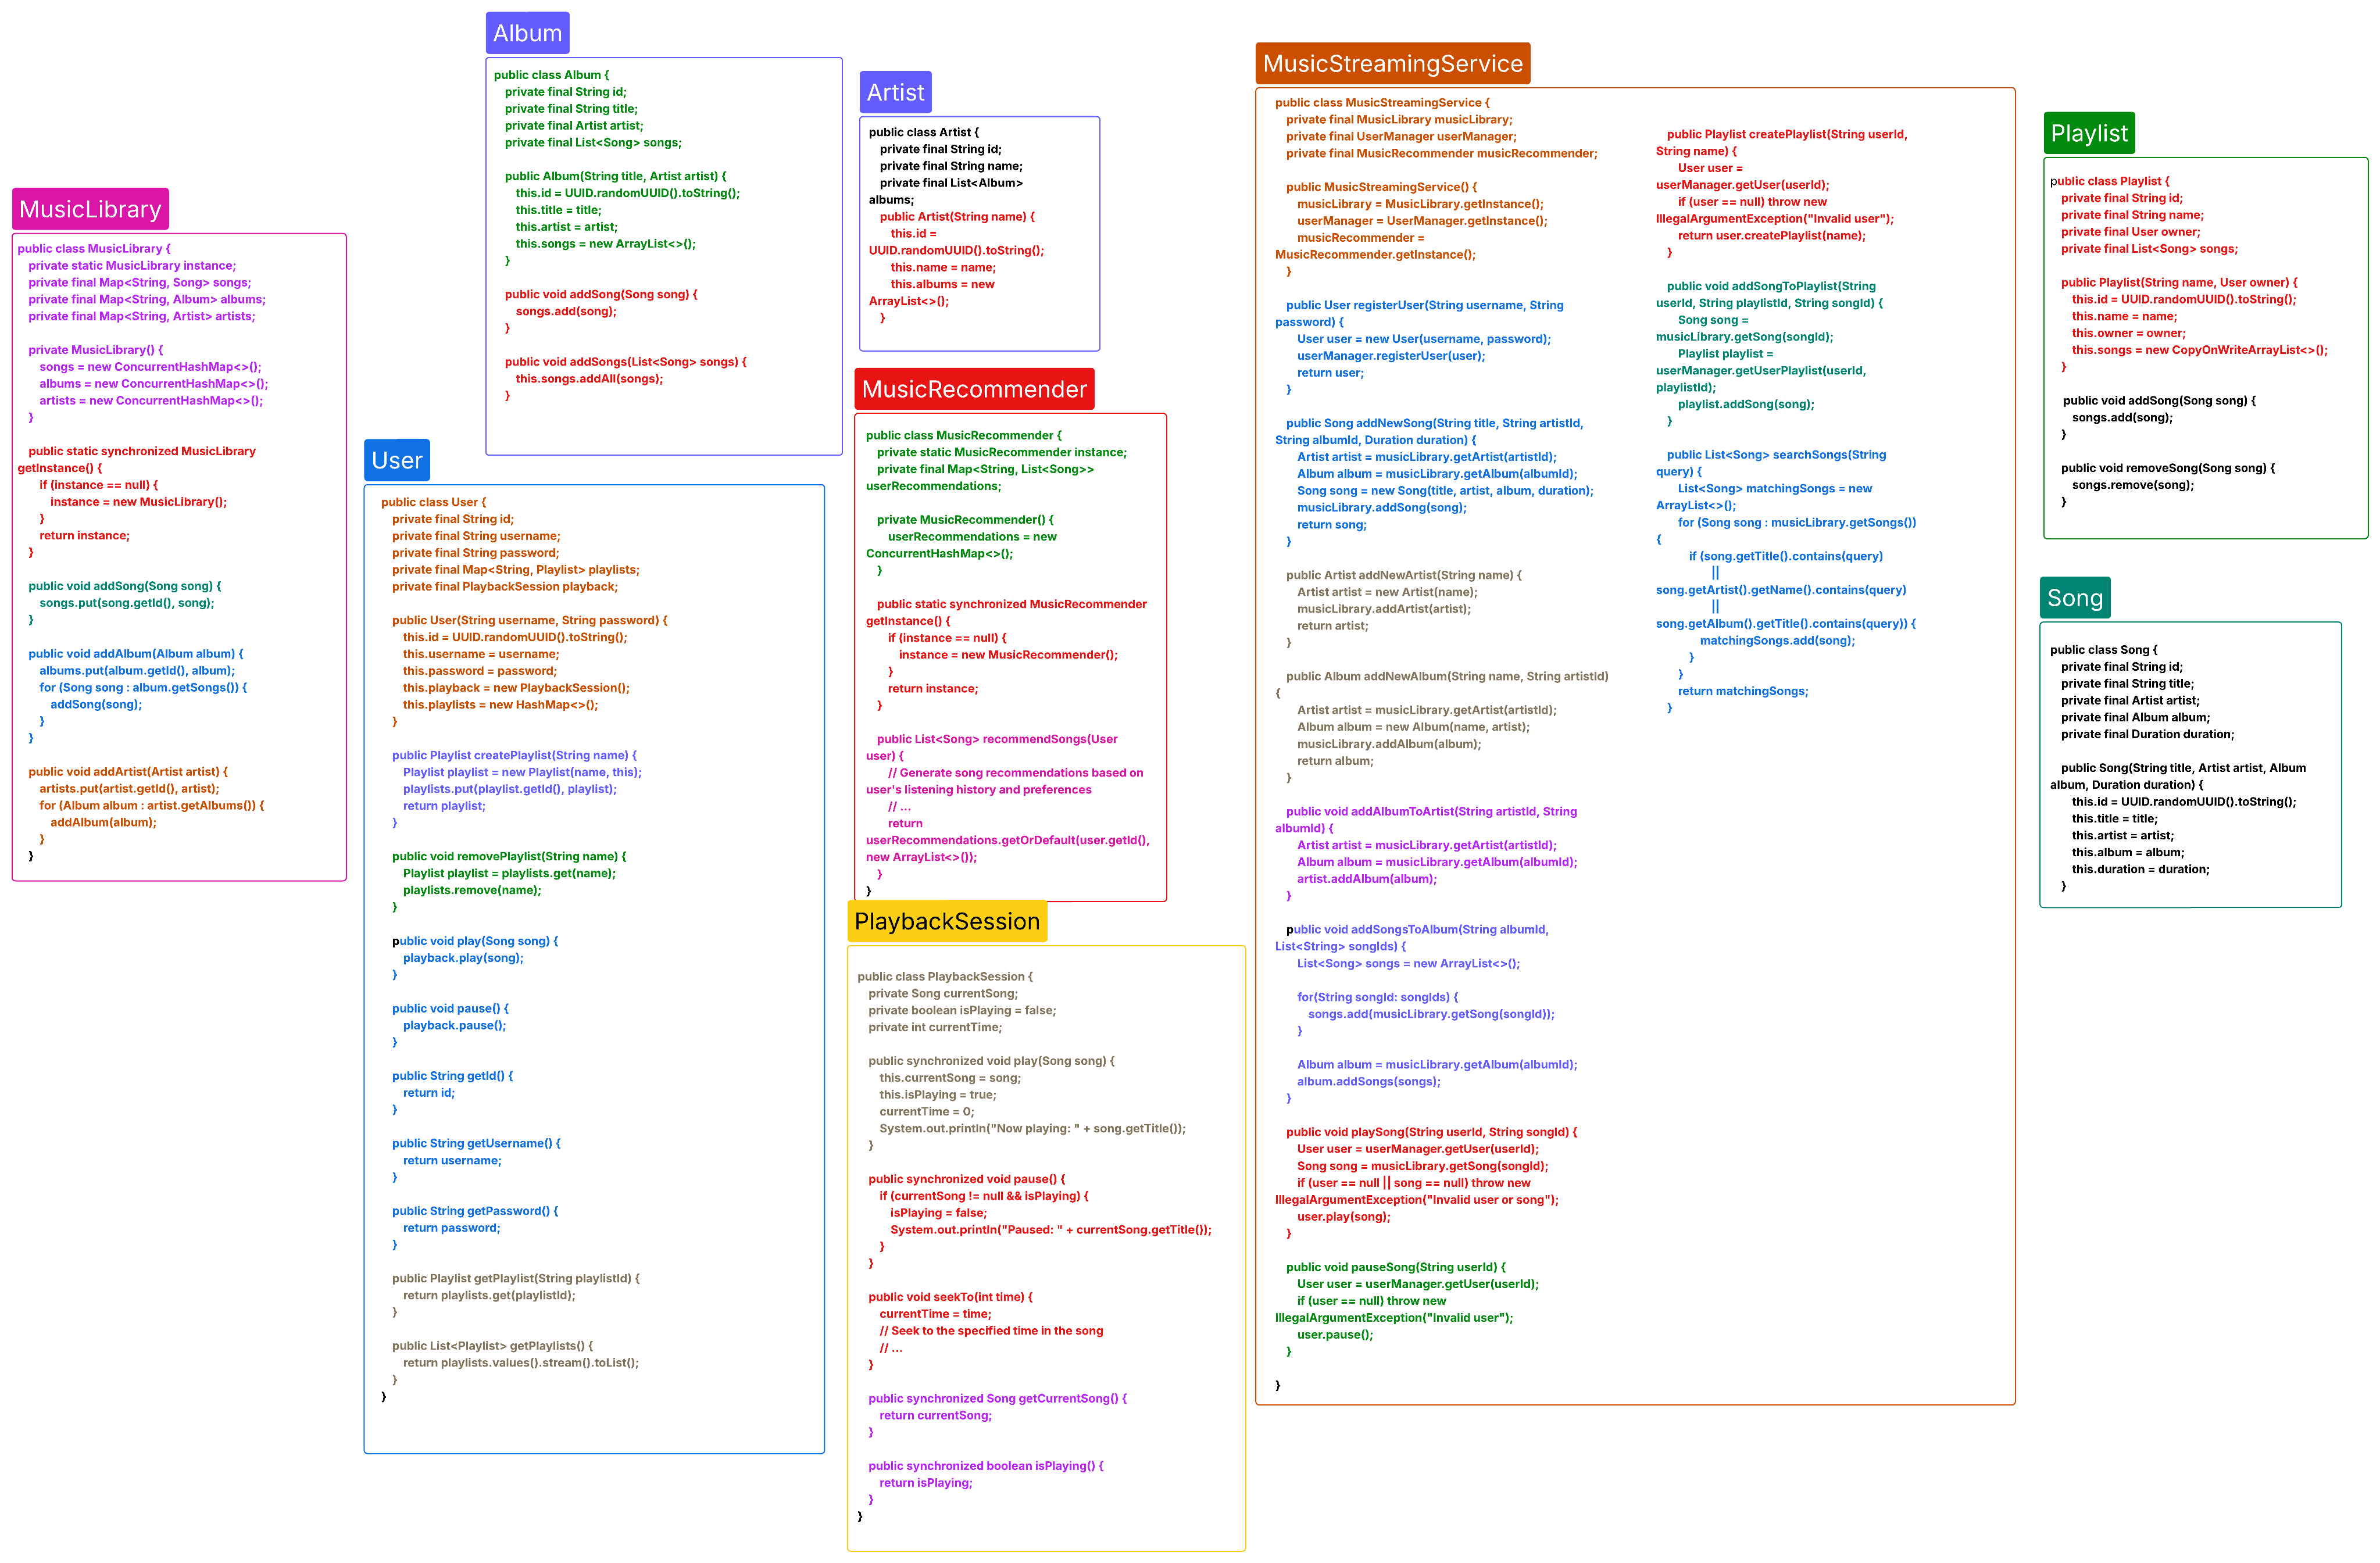 Album
public class Album {
private final String id;
private final String title;
private final Artist artist;
private final List<Song> songs;
public Album(String title, Artist artist) {
this.id = UUID.randomUUID().toString();
this.title = title;
this.artist = artist;
this.songs = new ArrayList<>();
}
public void addSong(Song song) {
songs.add(song);
}
public void addSongs(List<Song> songs) {
this.songs.addAll(songs);
}
Artist
public class Artist {
private final String id;
private final String name;
private final List<Album>
albums;
public Artist(String name) {
this.id =
UUID.randomUUID().toString();
this.name = name;
this.albums = new
ArrayList<>();
}
MusicLibrary
public class MusicLibrary {
private static MusicLibrary instance;
private final Map<String, Song> songs;
private final Map<String, Album> albums;
private final Map<String, Artist> artists;
private MusicLibrary() {
songs = new ConcurrentHashMap<>();
albums = new ConcurrentHashMap<>();
artists = new ConcurrentHashMap<>();
}
public static synchronized MusicLibrary
getInstance() {
if (instance == null) {
instance = new MusicLibrary();
}
return instance;
}
public void addSong(Song song) {
songs.put(song.getId(), song);
}
public void addAlbum(Album album) {
albums.put(album.getId(), album);
for (Song song : album.getSongs()) {
addSong(song);
}
}
public void addArtist(Artist artist) {
artists.put(artist.getId(), artist);
for (Album album : artist.getAlbums()) {
addAlbum(album);
}
}
User
public class User {
private final String id;
private final String username;
private final String password;
private final Map<String, Playlist> playlists;
private final PlaybackSession playback;
public User(String username, String password) {
this.id = UUID.randomUUID().toString();
this.username = username;
this.password = password;
this.playback = new PlaybackSession();
this.playlists = new HashMap<>();
}
public Playlist createPlaylist(String name) {
Playlist playlist = new Playlist(name, this);
playlists.put(playlist.getId(), playlist);
return playlist;
}
public void removePlaylist(String name) {
Playlist playlist = playlists.get(name);
playlists.remove(name);
}
public void play(Song song) {
playback.play(song);
}
public void pause() {
playback.pause();
}
public String getId() {
return id;
}
public String getUsername() {
return username;
}
public String getPassword() {
return password;
}
public Playlist getPlaylist(String playlistId) {
return playlists.get(playlistId);
}
public List<Playlist> getPlaylists() {
return playlists.values().stream().toList();
}
}
MusicRecommender
public class MusicRecommender {
private static MusicRecommender instance;
private final Map<String, List<Song>>
userRecommendations;
private MusicRecommender() {
userRecommendations = new
ConcurrentHashMap<>();
}
public static synchronized MusicRecommender
getInstance() {
if (instance == null) {
instance = new MusicRecommender();
}
return instance;
}
public List<Song> recommendSongs(User
user) {
// Generate song recommendations based on
user's listening history and preferences
// ...
return
userRecommendations.getOrDefault(user.getId(),
new ArrayList<>());
}
}
PlaybackSession
public class PlaybackSession {
private Song currentSong;
private boolean isPlaying = false;
private int currentTime;
public synchronized void play(Song song) {
this.currentSong = song;
this.isPlaying = true;
currentTime = 0;
System.out.println("Now playing: " + song.getTitle());
}
public synchronized void pause() {
if (currentSong != null && isPlaying) {
isPlaying = false;
System.out.println("Paused: " + currentSong.getTitle());
}
}
public void seekTo(int time) {
currentTime = time;
// Seek to the specified time in the song
// ...
}
public synchronized Song getCurrentSong() {
return currentSong;
}
public synchronized boolean isPlaying() {
return isPlaying;
}
}
MusicStreamingService
public class MusicStreamingService {
private final MusicLibrary musicLibrary;
private final UserManager userManager;
private final MusicRecommender musicRecommender;
public MusicStreamingService() {
musicLibrary = MusicLibrary.getInstance();
userManager = UserManager.getInstance();
musicRecommender =
MusicRecommender.getInstance();
}
public User registerUser(String username, String
password) {
User user = new User(username, password);
userManager.registerUser(user);
return user;
}
public Song addNewSong(String title, String artistId,
String albumId, Duration duration) {
Artist artist = musicLibrary.getArtist(artistId);
Album album = musicLibrary.getAlbum(albumId);
Song song = new Song(title, artist, album, duration);
musicLibrary.addSong(song);
return song;
}
public Artist addNewArtist(String name) {
Artist artist = new Artist(name);
musicLibrary.addArtist(artist);
return artist;
}
public Album addNewAlbum(String name, String artistId)
{
Artist artist = musicLibrary.getArtist(artistId);
Album album = new Album(name, artist);
musicLibrary.addAlbum(album);
return album;
}
public void addAlbumToArtist(String artistId, String
albumId) {
Artist artist = musicLibrary.getArtist(artistId);
Album album = musicLibrary.getAlbum(albumId);
artist.addAlbum(album);
}
public void addSongsToAlbum(String albumId,
List<String> songIds) {
List<Song> songs = new ArrayList<>();
for(String songId: songIds) {
songs.add(musicLibrary.getSong(songId));
}
Album album = musicLibrary.getAlbum(albumId);
album.addSongs(songs);
}
public void playSong(String userId, String songId) {
User user = userManager.getUser(userId);
Song song = musicLibrary.getSong(songId);
if (user == null || song == null) throw new
IllegalArgumentException("Invalid user or song");
user.play(song);
}
public void pauseSong(String userId) {
User user = userManager.getUser(userId);
if (user == null) throw new
IllegalArgumentException("Invalid user");
user.pause();
}
}
public Playlist createPlaylist(String userId,
String name) {
User user =
userManager.getUser(userId);
if (user == null) throw new
IllegalArgumentException("Invalid user");
return user.createPlaylist(name);
}
public void addSongToPlaylist(String
userId, String playlistId, String songId) {
Song song =
musicLibrary.getSong(songId);
Playlist playlist =
userManager.getUserPlaylist(userId,
playlistId);
playlist.addSong(song);
}
public List<Song> searchSongs(String
query) {
List<Song> matchingSongs = new
ArrayList<>();
for (Song song : musicLibrary.getSongs())
{
if (song.getTitle().contains(query)
||
song.getArtist().getName().contains(query)
||
song.getAlbum().getTitle().contains(query)) {
matchingSongs.add(song);
}
}
return matchingSongs;
}
Playlist
public class Playlist {
private final String id;
private final String name;
private final User owner;
private final List<Song> songs;
public Playlist(String name, User owner) {
this.id = UUID.randomUUID().toString();
this.name = name;
this.owner = owner;
this.songs = new CopyOnWriteArrayList<>();
}
public void addSong(Song song) {
songs.add(song);
}
public void removeSong(Song song) {
songs.remove(song);
}
Song
public class Song {
private final String id;
private final String title;
private final Artist artist;
private final Album album;
private final Duration duration;
public Song(String title, Artist artist, Album
album, Duration duration) {
this.id = UUID.randomUUID().toString();
this.title = title;
this.artist = artist;
this.album = album;
this.duration = duration;
}